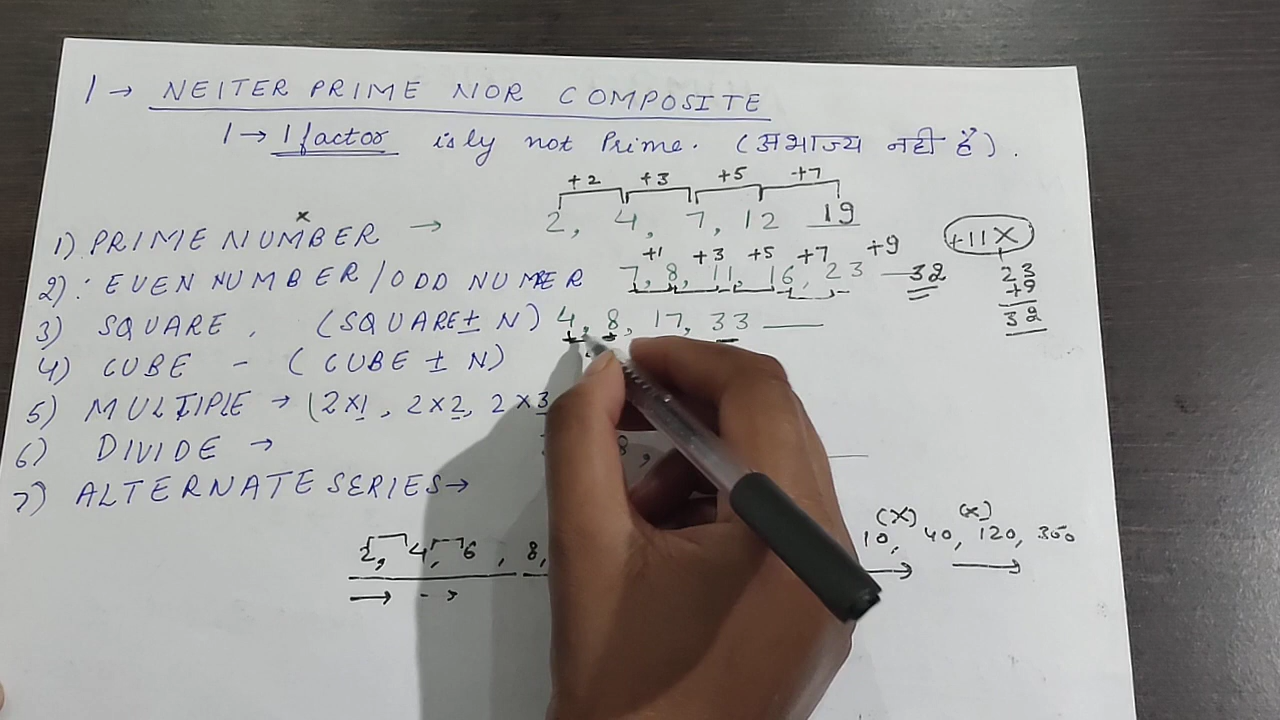 1 → NEITER PRIME NOR COMPOSITE
1 → 1 factor is ly not Prime. (अभाज्य नहीं है).
+2 +3 +5 +7
1) PRIME NUMBER → 2, 4, 7, 12 19
x
+1 +3 +5 +7 +9 +11 X
2): EVEN NUMBER / ODD NUMBER 7, 8, 11, 16, 23 32
23
+9
32
3) SQUARE, (SQUARE ± N) 4, 8, 17, 33
4) CUBE - (CUBE ± N)
5) MULTIPLE → (2×1, 2×2, 2×3
6) DIVIDE → 8,
7) ALTERNATE SERIES →
(X) (x)
2, 4, 6, 8, 10, 40, 120, 360